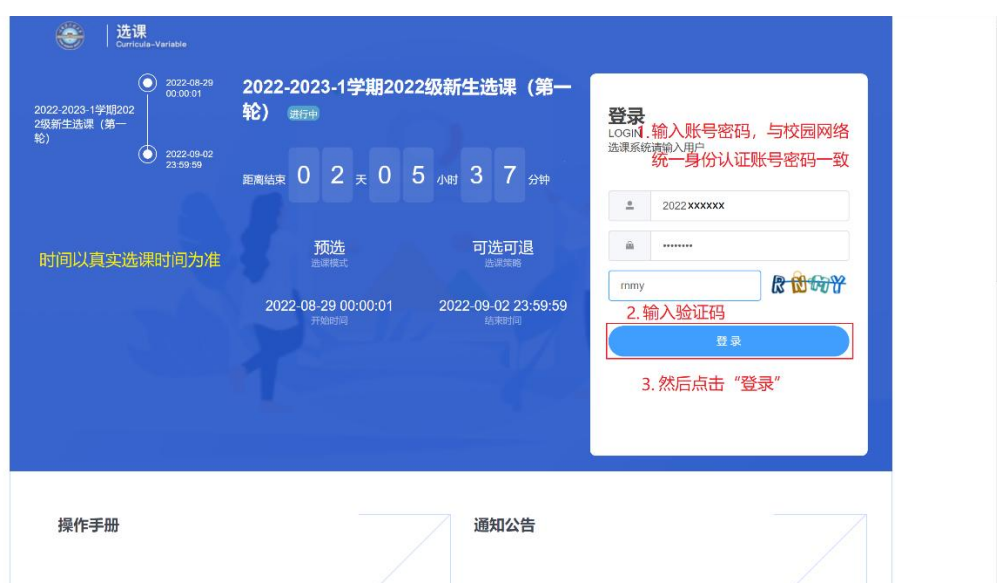 选课
Curricula-Variable
2022-08-29
00:00:01
2022-2023-1学期202
2级新生选课（第一
轮）
2022-09-02
23:59:59
时间以真实选课时间为准
2022-2023-1学期2022级新生选课（第一
轮） 进行中
距离结束 0 2 天 0 5 小时 3 7 分钟
预选
选课模式
可选可退
选课策略
2022-08-29 00:00:01
开始时间
2022-09-02 23:59:59
结束时间
登录
LOGIN
1. 输入账号密码，与校园网络
选课系统请输入用户
统一身份认证账号密码一致
2022xxxxxx
••••••••
rnmy
RNMY
2. 输入验证码
登 录
3. 然后点击“登录”
操作手册
通知公告